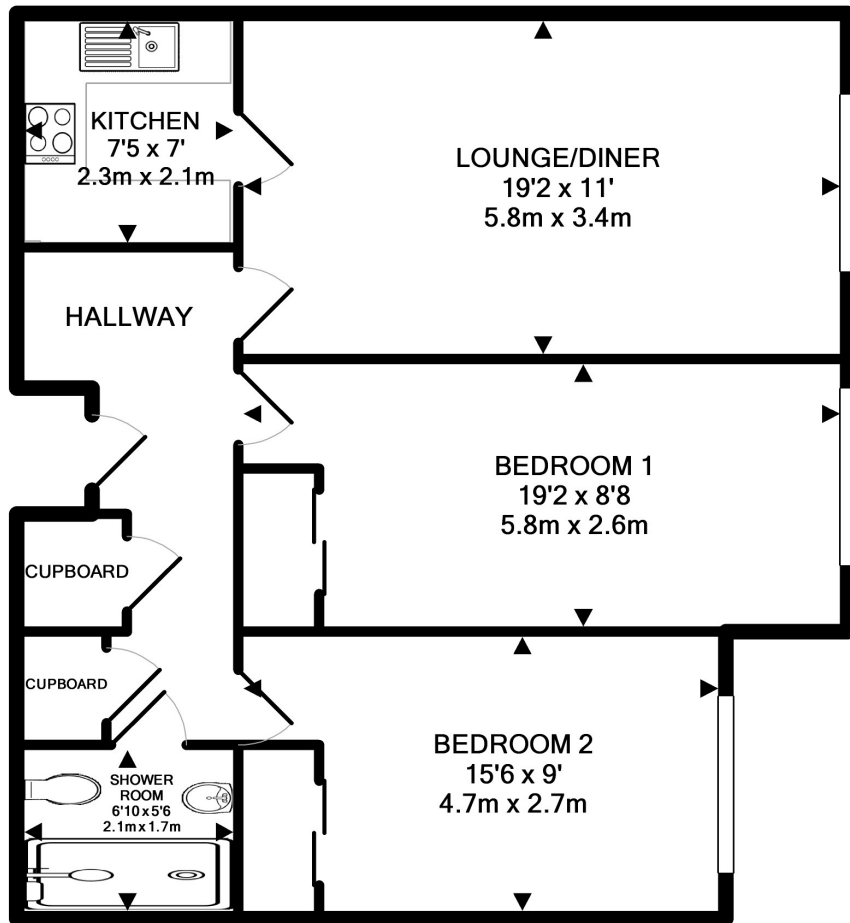 KITCHEN
7'5 x 7'
2.3m x 2.1m
LOUNGE/DINER
19'2 x 11'
5.8m x 3.4m
HALLWAY
BEDROOM 1
19'2 x 8'8
5.8m x 2.6m
CUPBOARD
CUPBOARD
BEDROOM 2
15'6 x 9'
4.7m x 2.7m
SHOWER
ROOM
6'10 x 5'6
2.1m x 1.7m